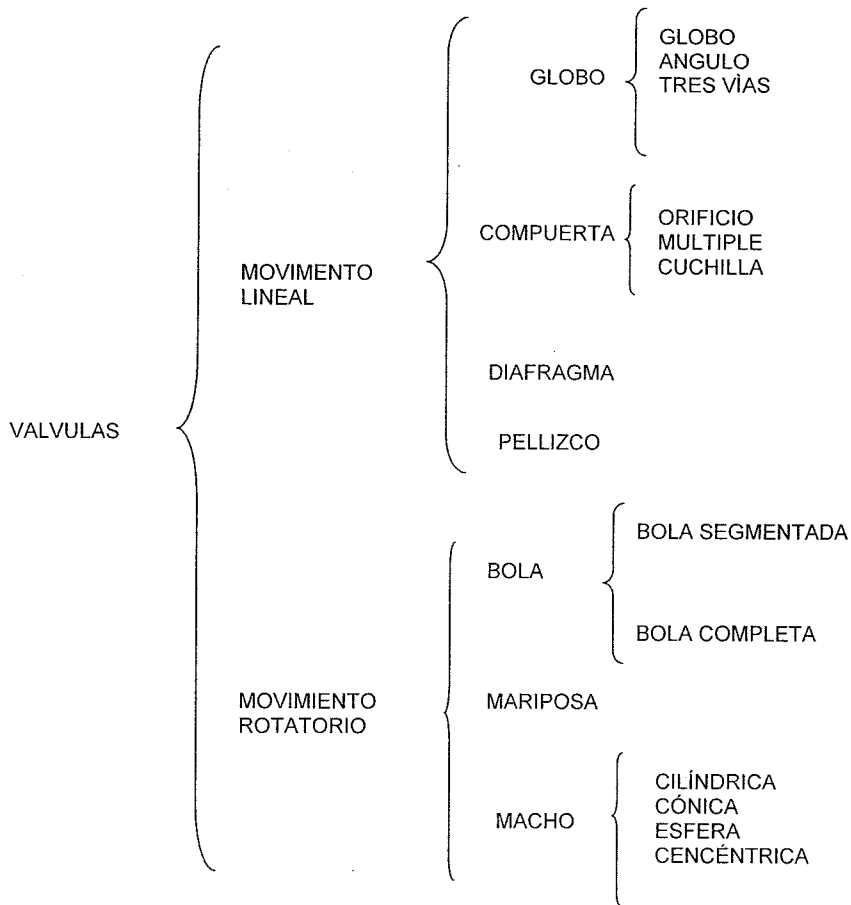 VALVULAS
MOVIMENTO
LINEAL
GLOBO
GLOBO
ANGULO
TRES VÌAS
COMPUERTA
ORIFICIO
MULTIPLE
CUCHILLA
DIAFRAGMA
PELLIZCO
MOVIMIENTO
ROTATORIO
BOLA
BOLA SEGMENTADA
BOLA COMPLETA
MARIPOSA
MACHO
CILÍNDRICA
CÓNICA
ESFERA
CENCÉNTRICA